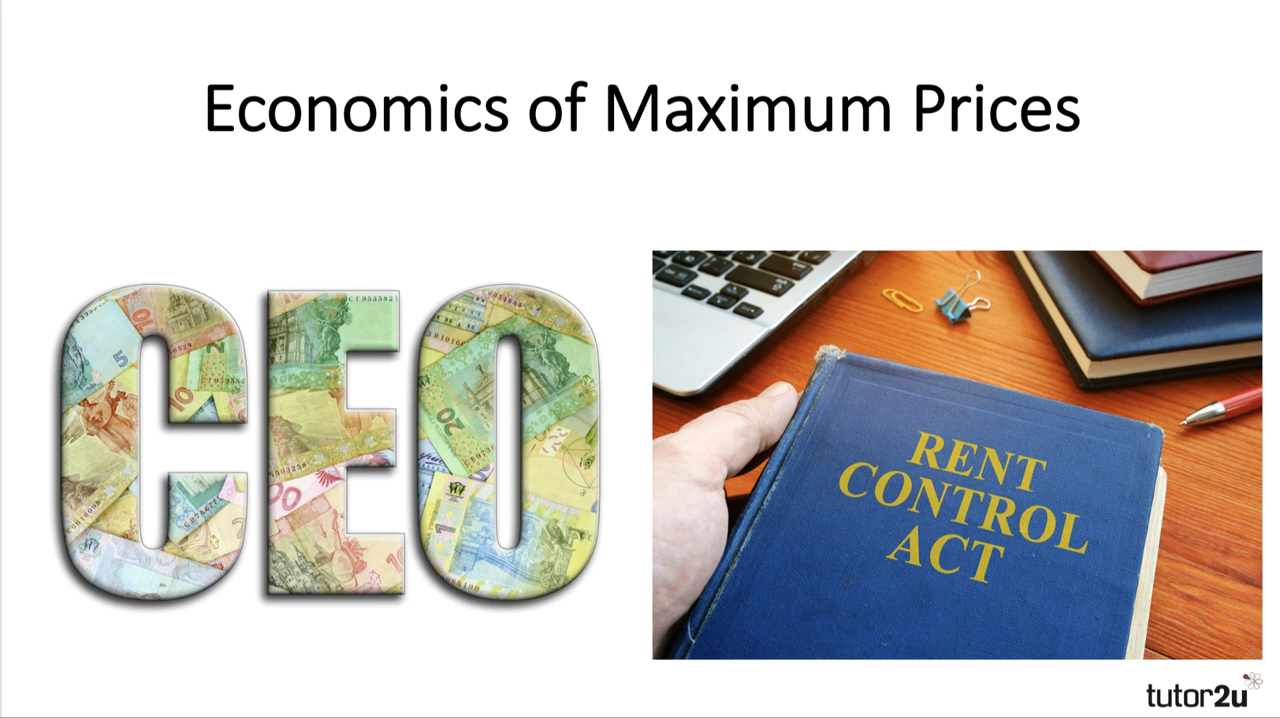 Economics of Maximum Prices
CEO
RENT
CONTROL
ACT
tutor2u